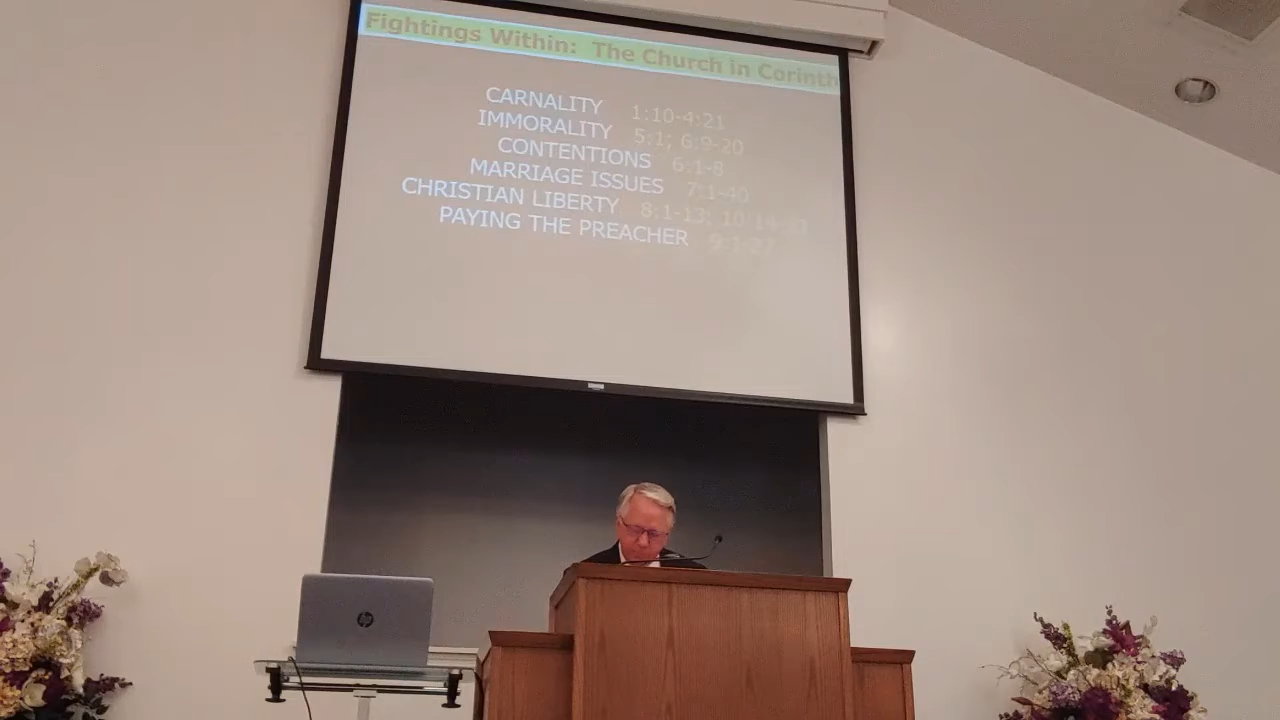 Fightings Within: The Church in Corinth
CARNALITY 1:10-4:21
IMMORALITY 5:1; 6:9-20
CONTENTIONS 6:1-8
MARRIAGE ISSUES 7:1-40
CHRISTIAN LIBERTY 8:1-13; 10:14-31
PAYING THE PREACHER 9:1-27
hp